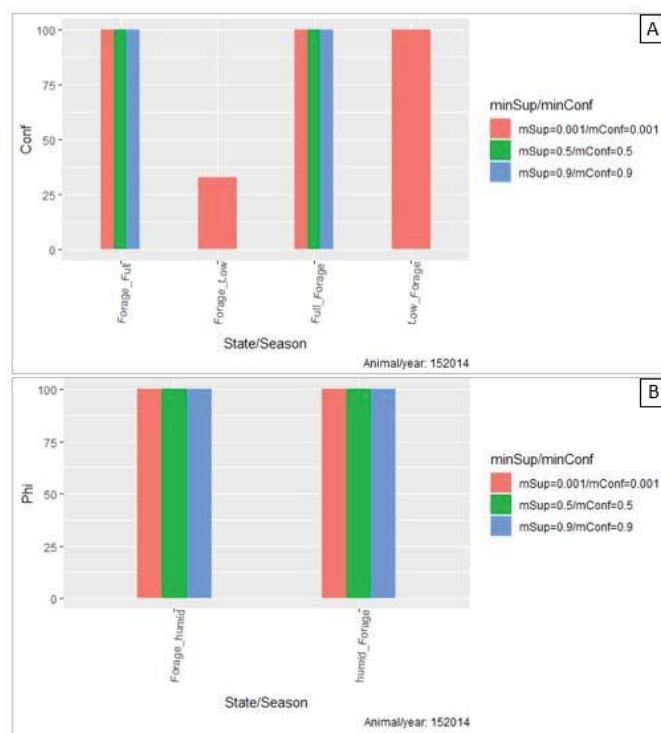 A
100
75
50
25
0
Conf
Forage_Full
Forage_Low
Full_Forage
Low_Forage
State/Season
Animal/year: 152014
minSup/minConf
mSup=0.001/mConf=0.001
mSup=0.5/mConf=0.5
mSup=0.9/mConf=0.9
B
100
75
50
25
0
Phi
Forage_humid
humid_Forage
State/Season
Animal/year: 152014
minSup/minConf
mSup=0.001/mConf=0.001
mSup=0.5/mConf=0.5
mSup=0.9/mConf=0.9